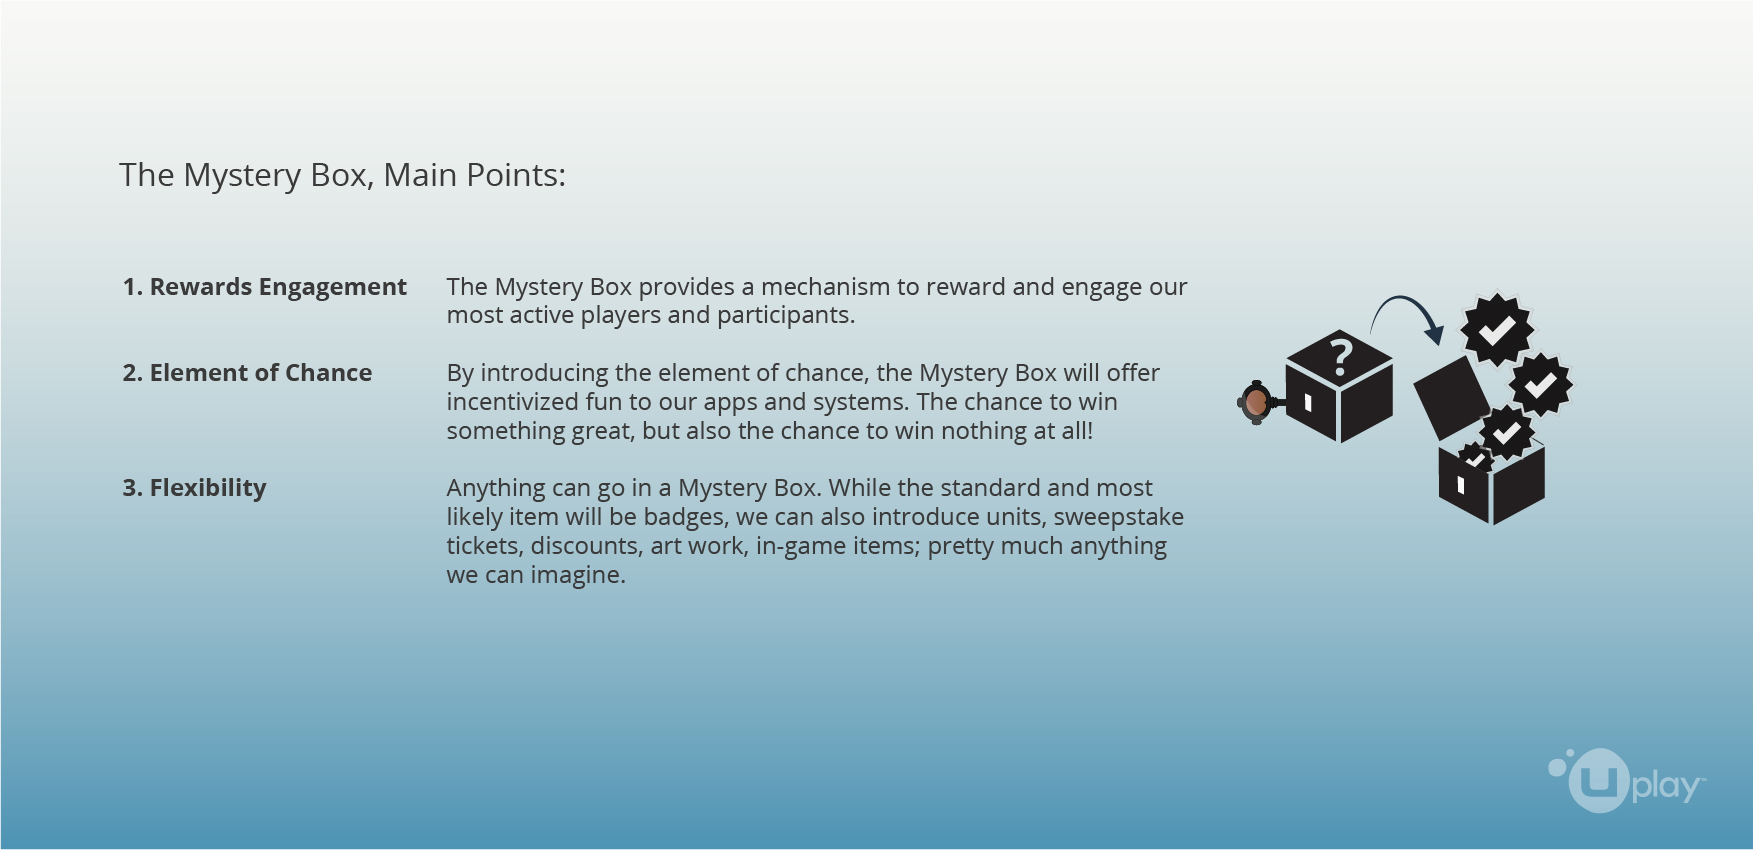 The Mystery Box, Main Points:
1. Rewards Engagement
The Mystery Box provides a mechanism to reward and engage our
most active players and participants.
2. Element of Chance
By introducing the element of chance, the Mystery Box will offer
incentivized fun to our apps and systems. The chance to win
something great, but also the chance to win nothing at all!
3. Flexibility
Anything can go in a Mystery Box. While the standard and most
likely item will be badges, we can also introduce units, sweepstake
tickets, discounts, art work, in-game items; pretty much anything
we can imagine.
?
Uplay™